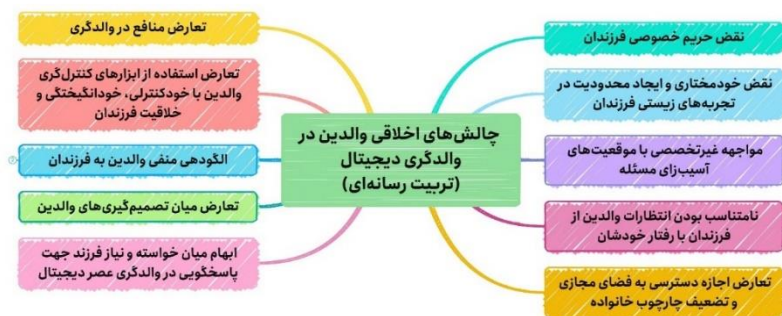 چالش‌های اخلاقی والدین در
والدگری دیجیتال
(تربیت رسانه‌ای)
نقض حریم خصوصی فرزندان
نقض خودمختاری و ایجاد محدودیت در
تجربه‌های زیستی فرزندان
مواجهه غیرتخصصی با موقعیت‌های
آسیب‌زای مسئله
نامتناسب بودن انتظارات والدین از
فرزندان با رفتار خودشان
تعارض اجازه دسترسی به فضای مجازی
و تضعیف چارچوب خانواده
تعارض منافع در والدگری
تعارض استفاده از ابزارهای کنترل‌گری
والدین با خودکنترلی، خودانگیختگی و
خلاقیت فرزندان
الگودهی منفی والدین به فرزندان
تعارض میان تصمیم‌گیری‌های والدین
ابهام میان خواسته و نیاز فرزند جهت
پاسخگویی در والدگری عصر دیجیتال